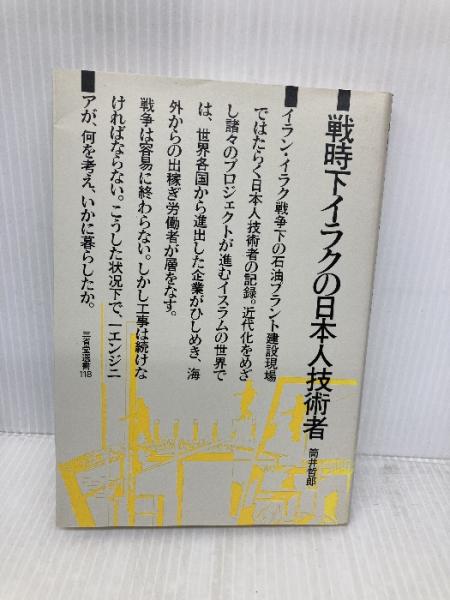 戦時下イラクの日本人技術者
筒井哲郎
イラン・イラク戦争下の石油プラント建設現場
ではたらく日本人技術者の記録。近代化をめざ
し諸々のプロジェクトが進むイスラムの世界で
は、世界各国から進出した企業がひしめき、海
外からの出稼ぎ労働者が層をなす。
戦争は容易に終わらない。しかし工事は続けな
ければならない。こうした状況下で、一エンジニ
アが、何を考え、いかに暮らしたか。
三省堂選書
118